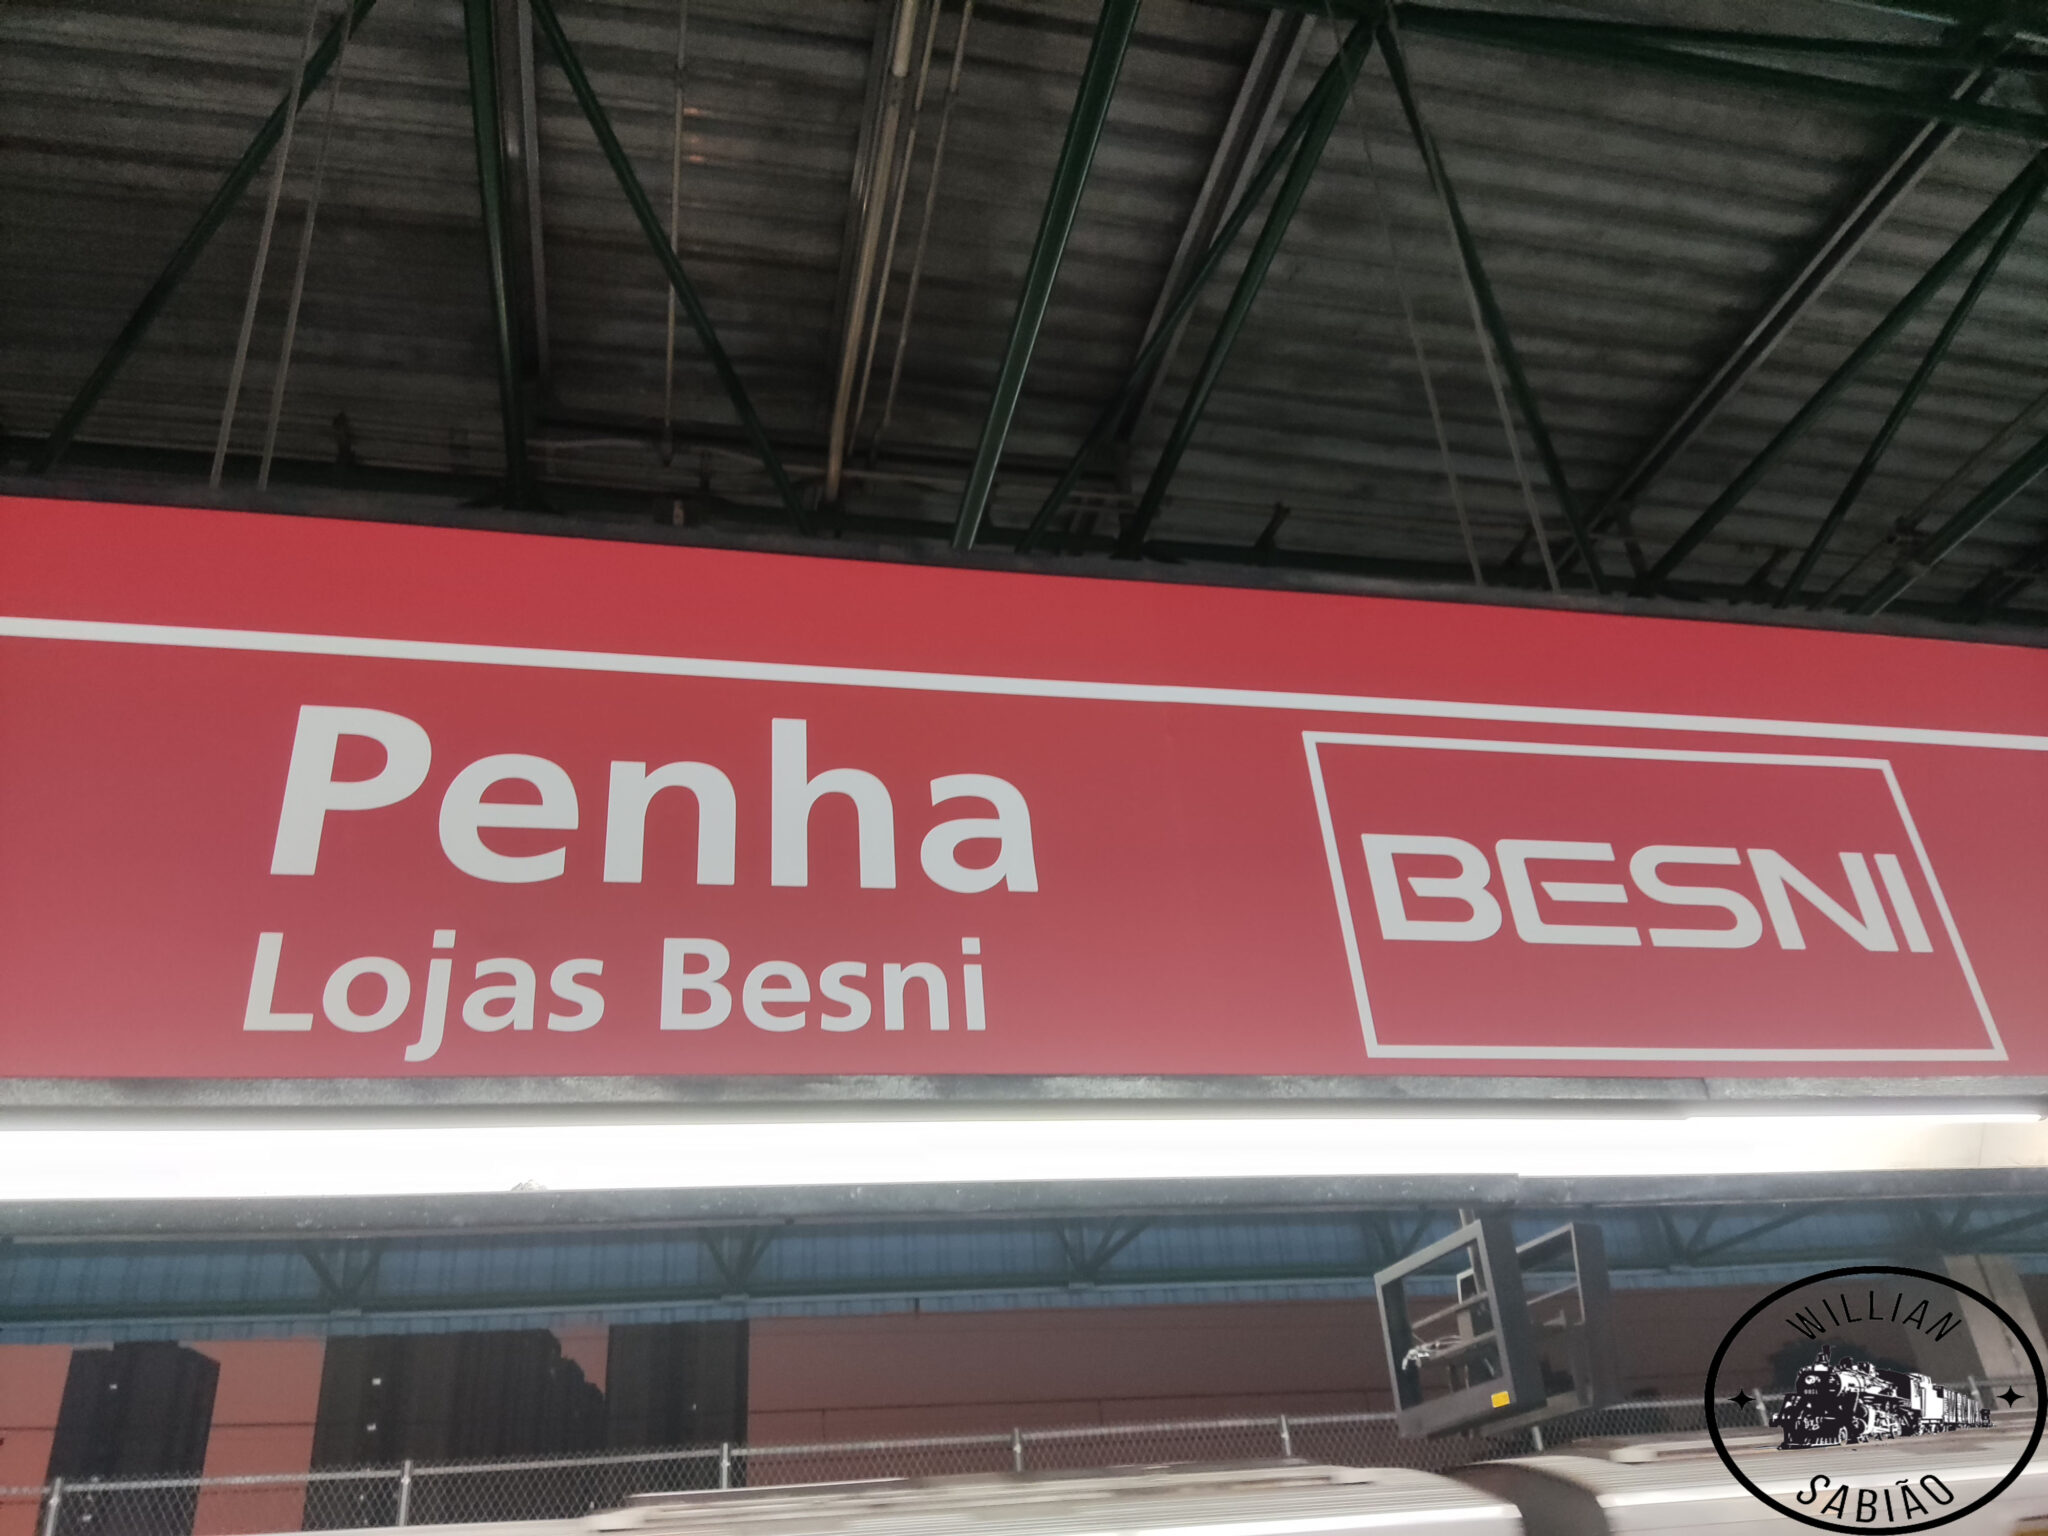 Penha
Lojas Besni
BESNI
WILLIAN
SABIÃO